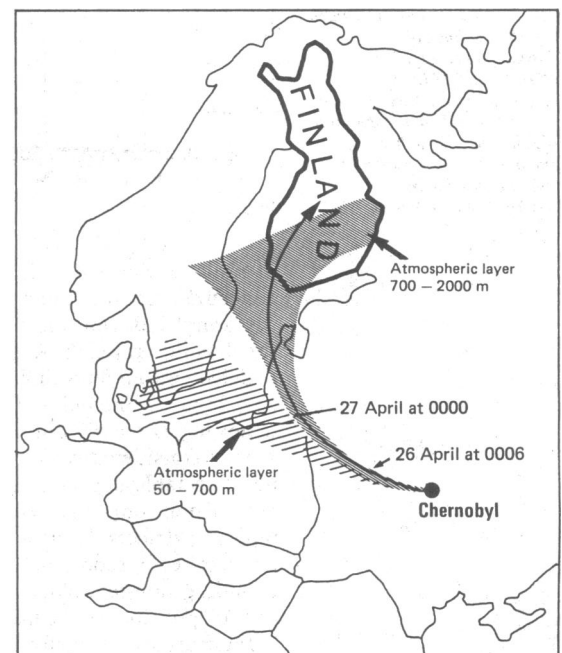 FINLAND
Atmospheric layer
700 – 2000 m
27 April at 0000
26 April at 0006
Atmospheric layer
50 – 700 m
Chernobyl